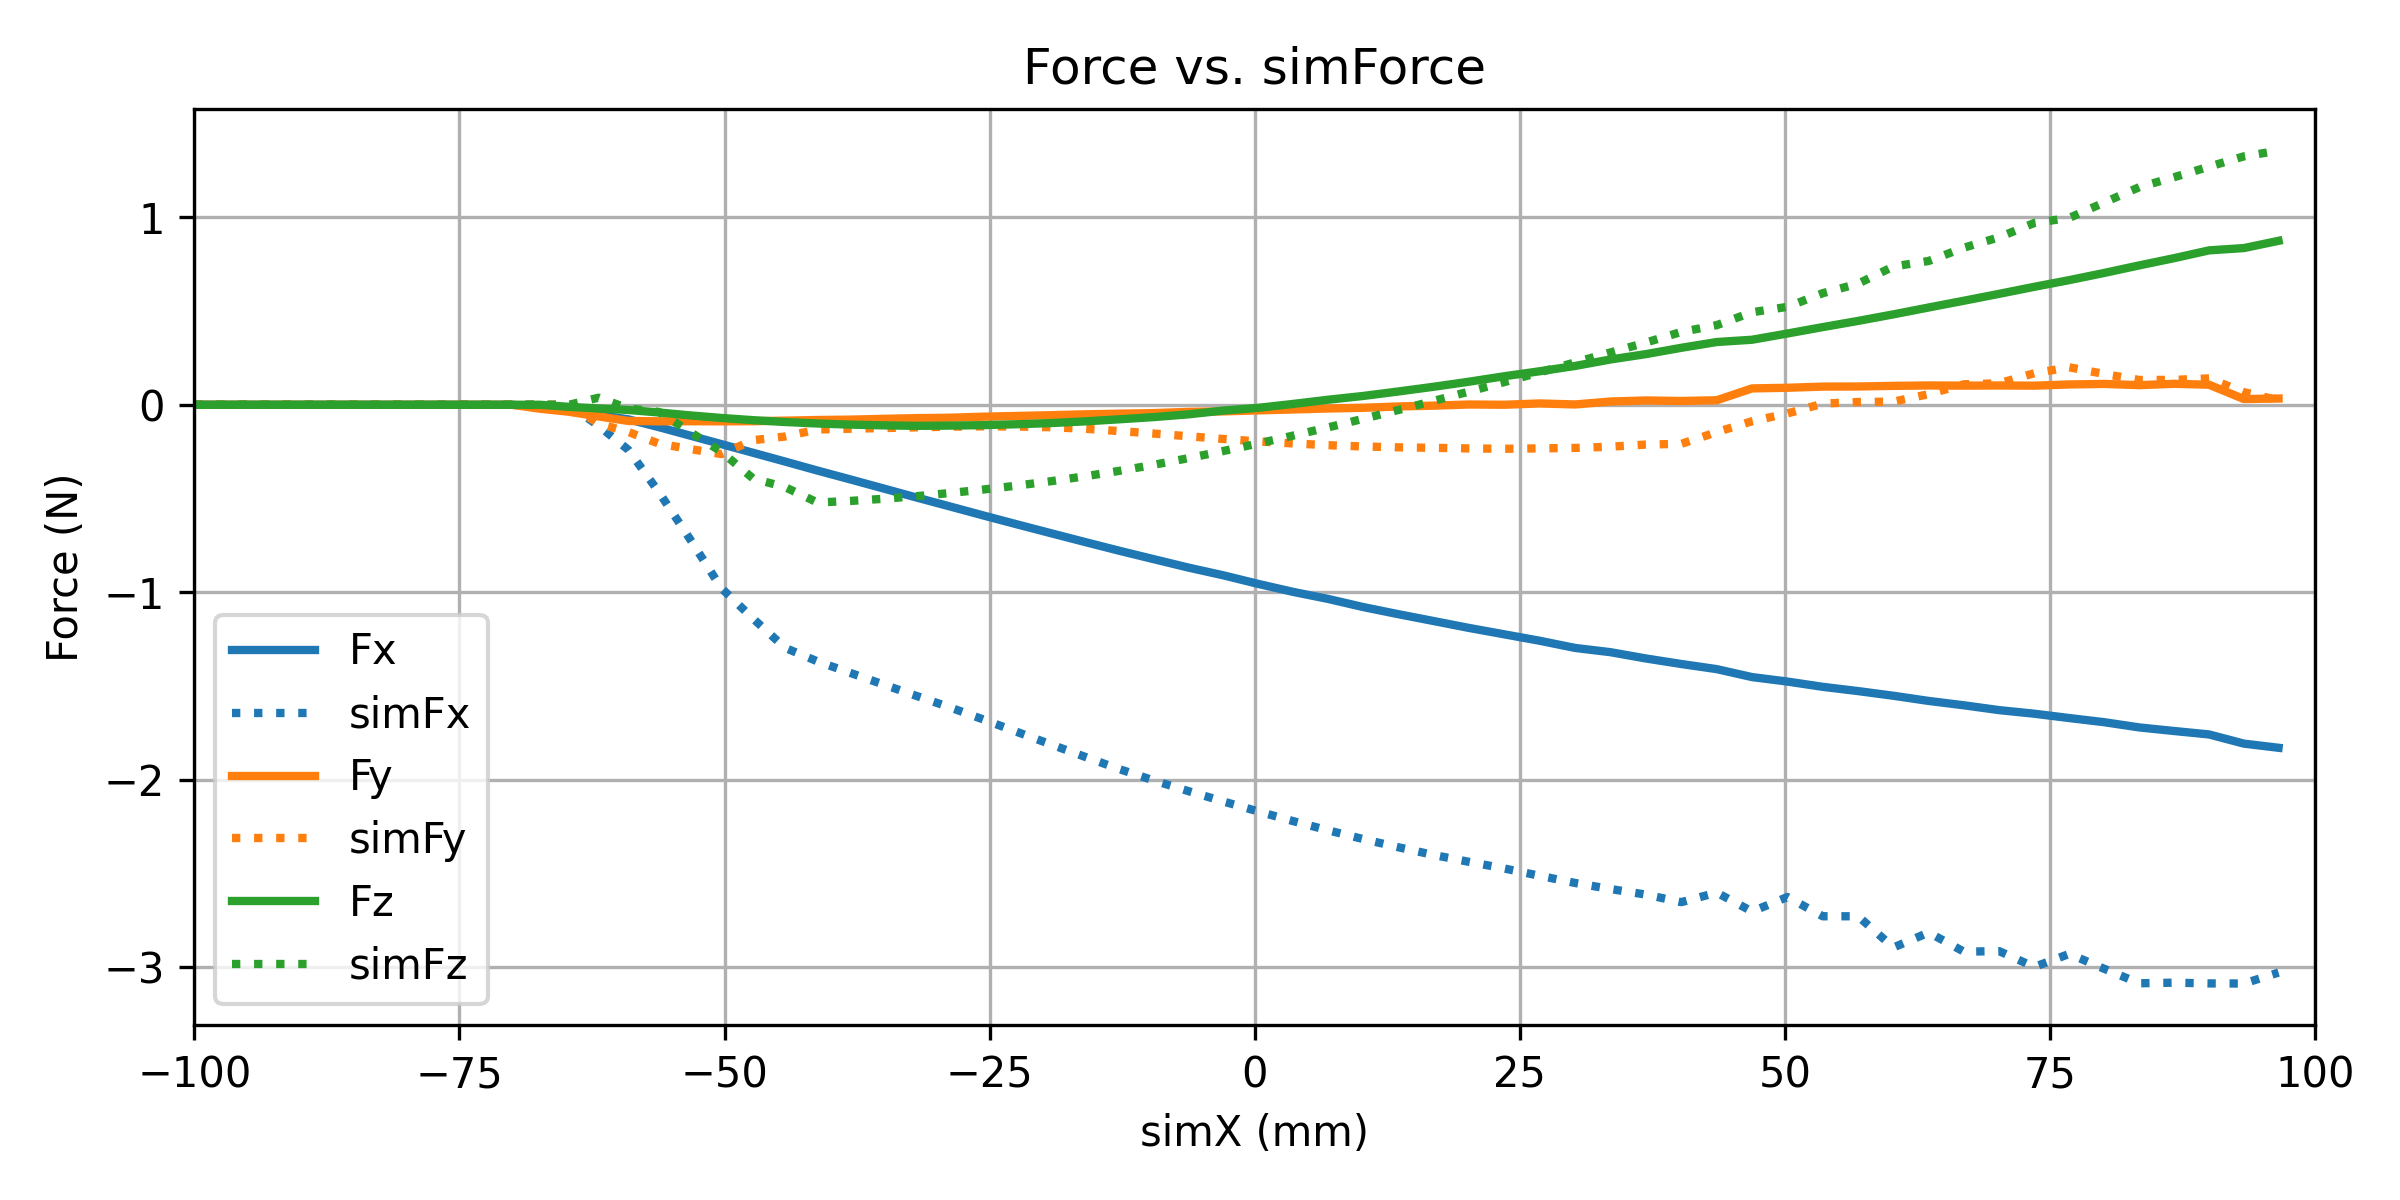 Force vs. simForce
1
0
−1
−2
−3
Force (N)
Fx
simFx
Fy
simFy
Fz
simFz
−100 −75 −50 −25 0 25 50 75 100
simX (mm)